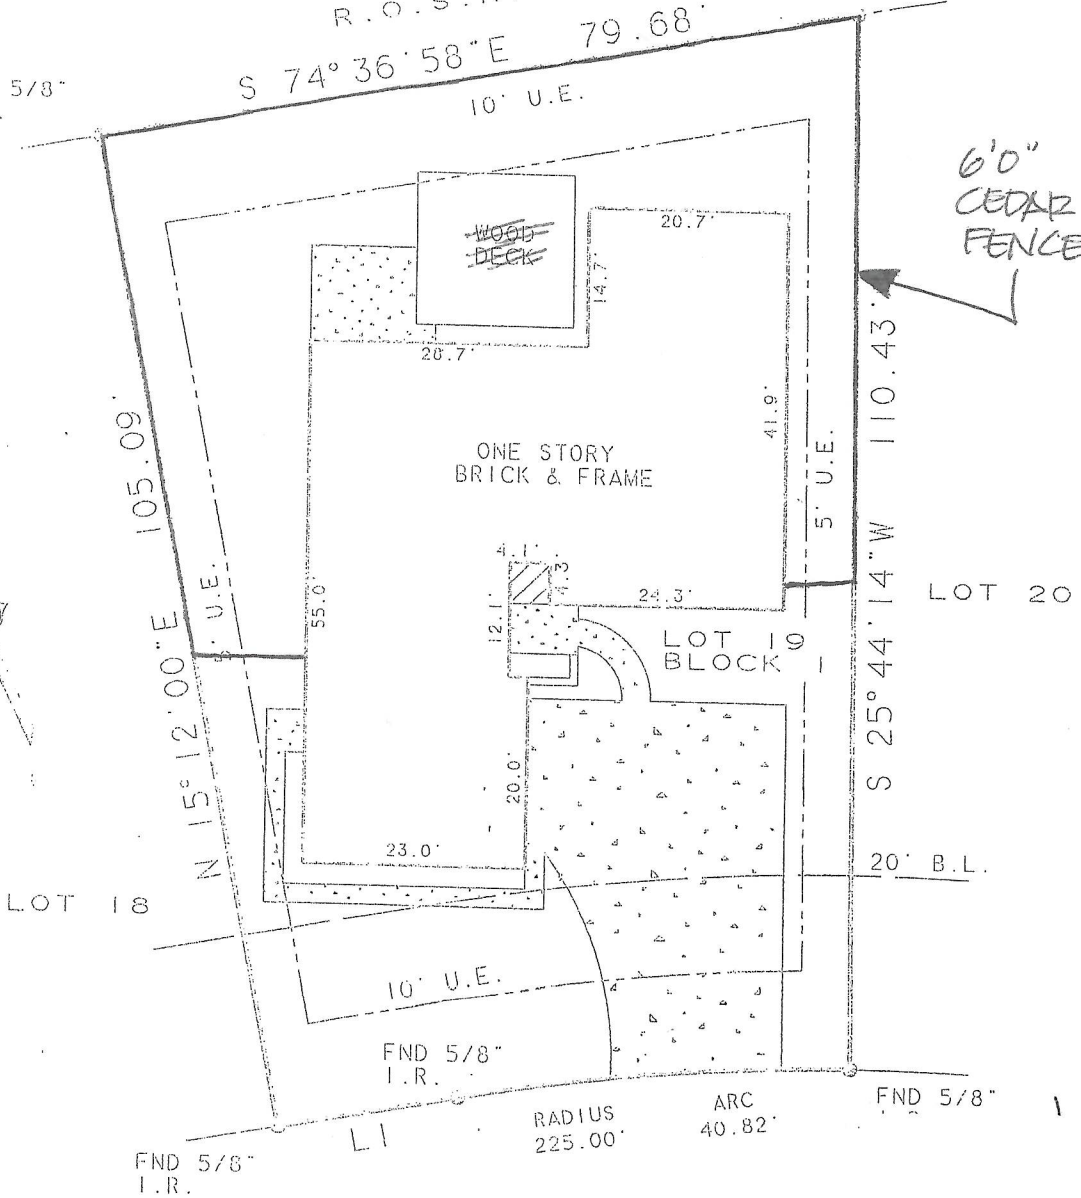 R.O.S.
S 74° 36' 58" E 79.68'
5/8"
10' U.E.
6'0"
CEDAR
FENCE
WOOD
DECK
20.7'
14.7'
28.7'
110.43'
41.9'
105.09'
ONE STORY
BRICK & FRAME
5' U.E.
4.1'
4.3'
24.3'
12.1'
55.0'
5' U.E.
LOT 20
LOT 19
BLOCK 1
S 25° 44' 14" W
N 15° 12' 00" E
20.0'
23.0'
20' B.L.
LOT 18
10' U.E.
FND 5/8"
I.R.
FND 5/8"
RADIUS
225.00'
ARC
40.82'
L1
FND 5/8"
I.R.